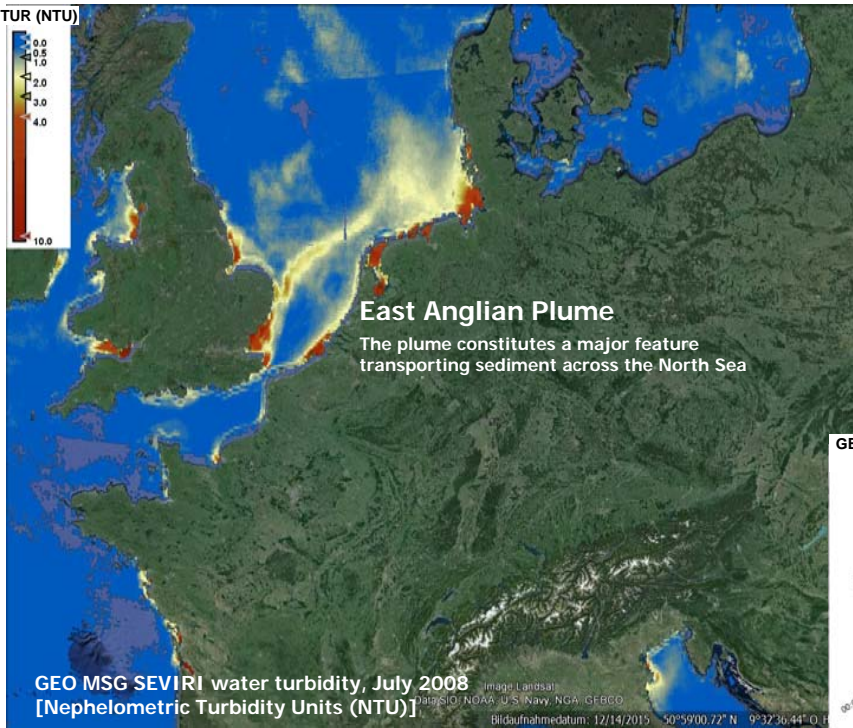 TUR (NTU)
0.0
0.5
1.0
2.0
3.0
4.0
10.0
East Anglian Plume
The plume constitutes a major feature
transporting sediment across the North Sea
GE
GEO MSG SEVIRI water turbidity, July 2008
[Nephelometric Turbidity Units (NTU)]
Image Landsat
Data SIO, NOAA, U.S. Navy, NGA, GEBCO
Bildaufnahmedatum: 12/14/2015 50°59'00.72" N 9°32'36.44" O